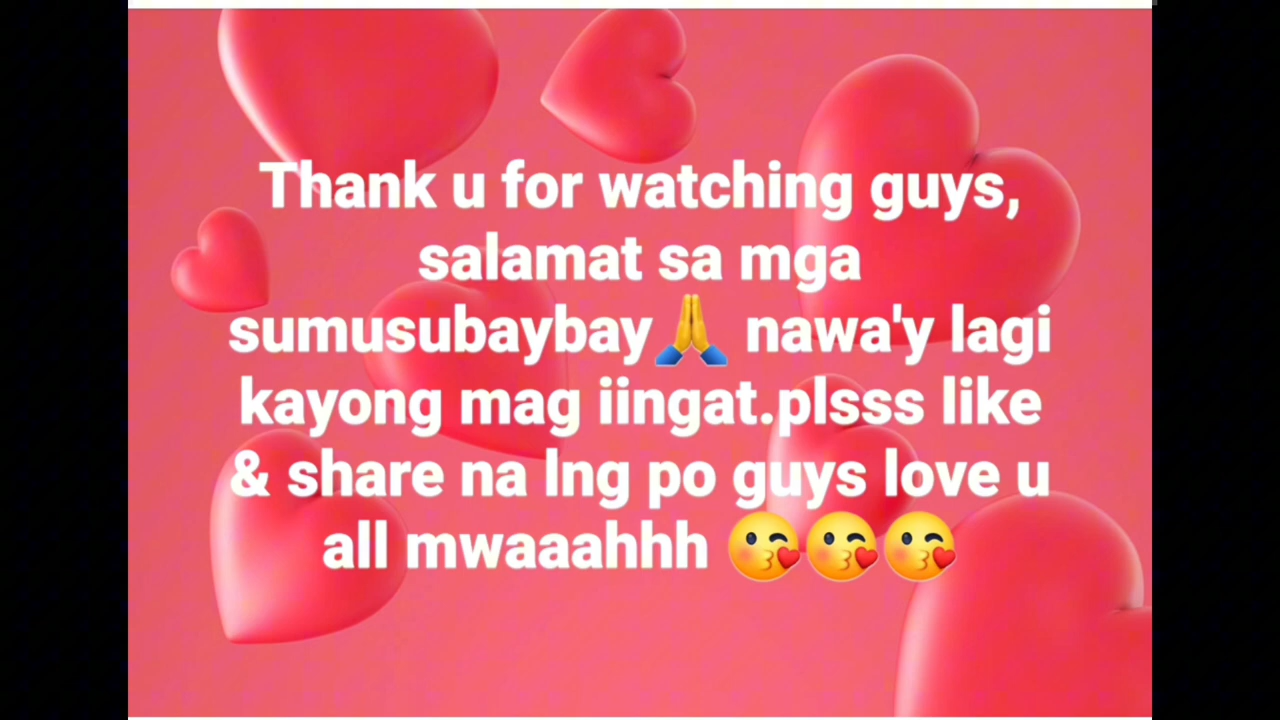 Thank u for watching guys,
salamat sa mga
sumusubaybay🙏 nawa'y lagi
kayong mag iingat.plsss like
& share na lng po guys love u
all mwaaahhh 😘😘😘